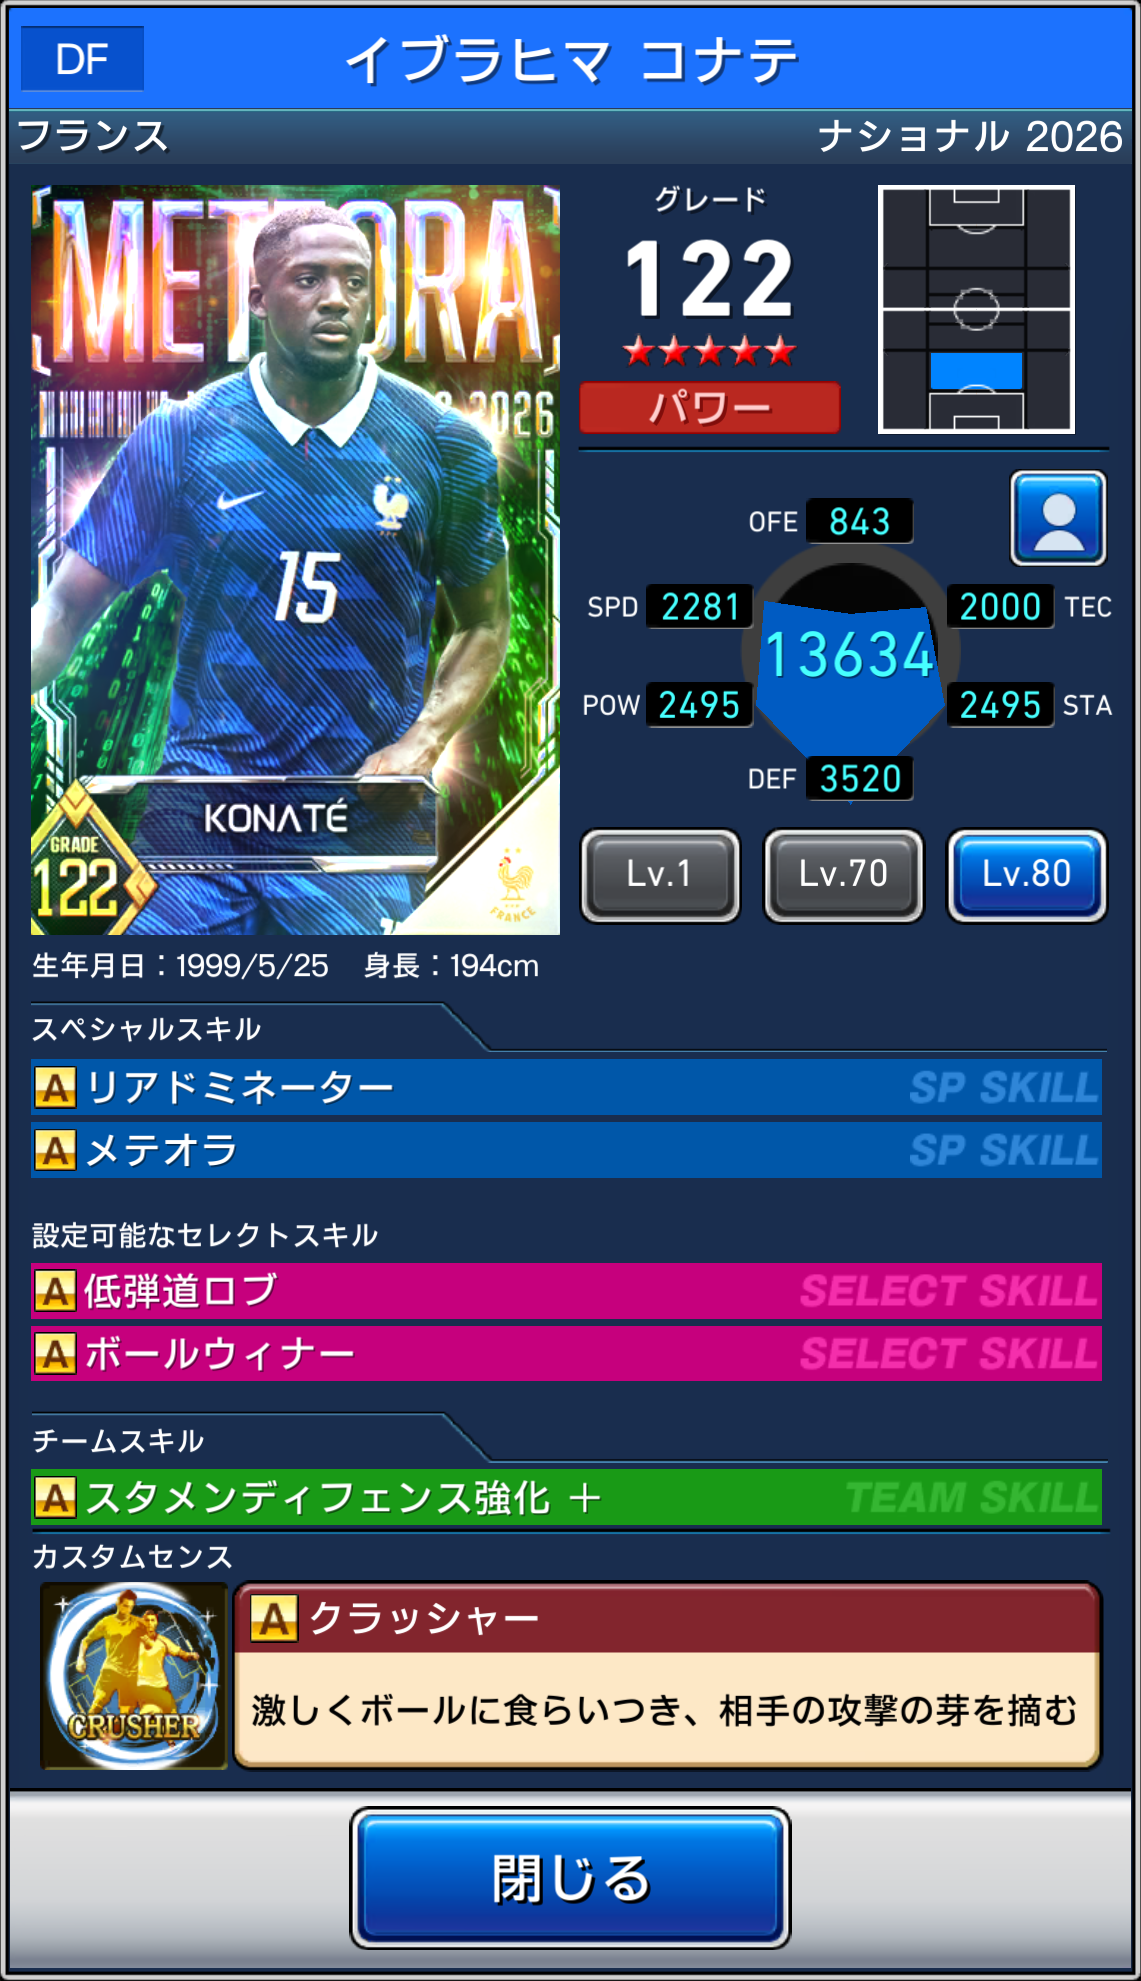 DF
イブラヒマ コナテ
フランス
ナショナル 2026
METEORA
2026
15
KONATÉ
GRADE
122
FRANCE
グレード
122
パワー
OFE 843
SPD 2281
2000 TEC
13634
POW 2495
2495 STA
DEF 3520
Lv.1
Lv.70
Lv.80
生年月日：1999/5/25 身長：194cm
スペシャルスキル
A リアドミネーター SP SKILL
A メテオラ SP SKILL
設定可能なセレクトスキル
A 低弾道ロブ SELECT SKILL
A ボールウィナー SELECT SKILL
チームスキル
A スタメンディフェンス強化 ＋ TEAM SKILL
カスタムセンス
CRUSHER
A クラッシャー
激しくボールに食らいつき、相手の攻撃の芽を摘む
閉じる